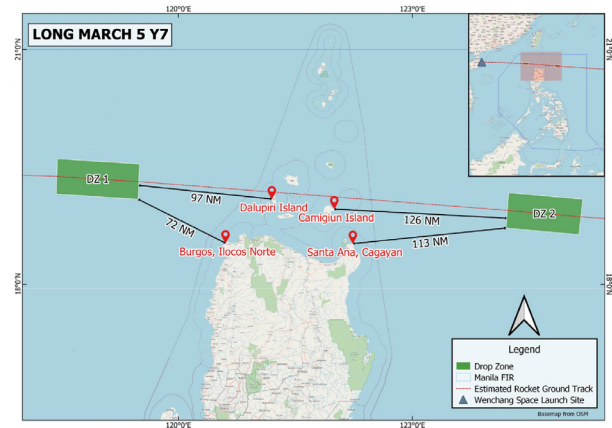 120°0'N
123°0'N
LONG MARCH 5 Y7
21°0'N
21°0'N
DZ 1
97 NM
72 NM
Dalupiri Island
Camigiun Island
126 NM
113 NM
DZ 2
Burgos, Ilocos Norte
Santa Ana, Cagayan
18°0'N
18°0'N
Legend
Drop Zone
Manila FIR
Estimated Rocket Ground Track
Wenchang Space Launch Site
Basemap from OSM
120°0'N
123°0'N